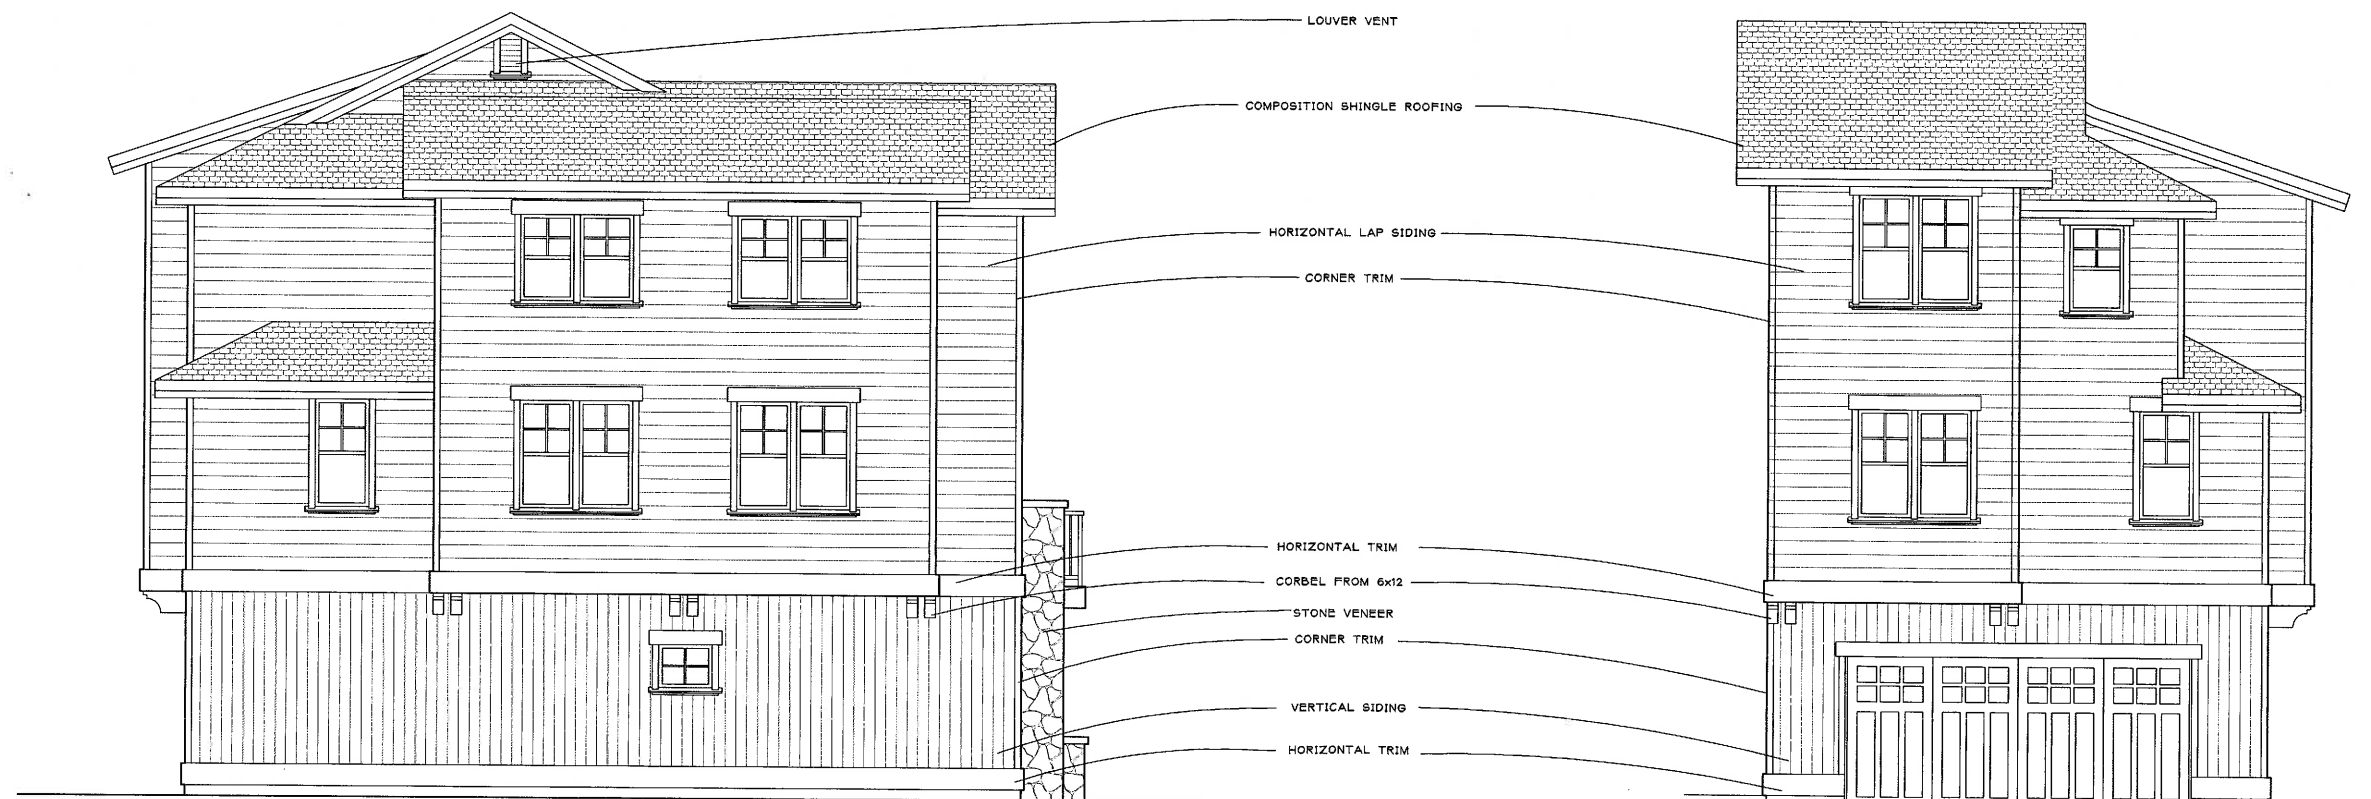 LOUVER VENT
COMPOSITION SHINGLE ROOFING
HORIZONTAL LAP SIDING
CORNER TRIM
HORIZONTAL TRIM
CORBEL FROM 6x12
STONE VENEER
CORNER TRIM
VERTICAL SIDING
HORIZONTAL TRIM